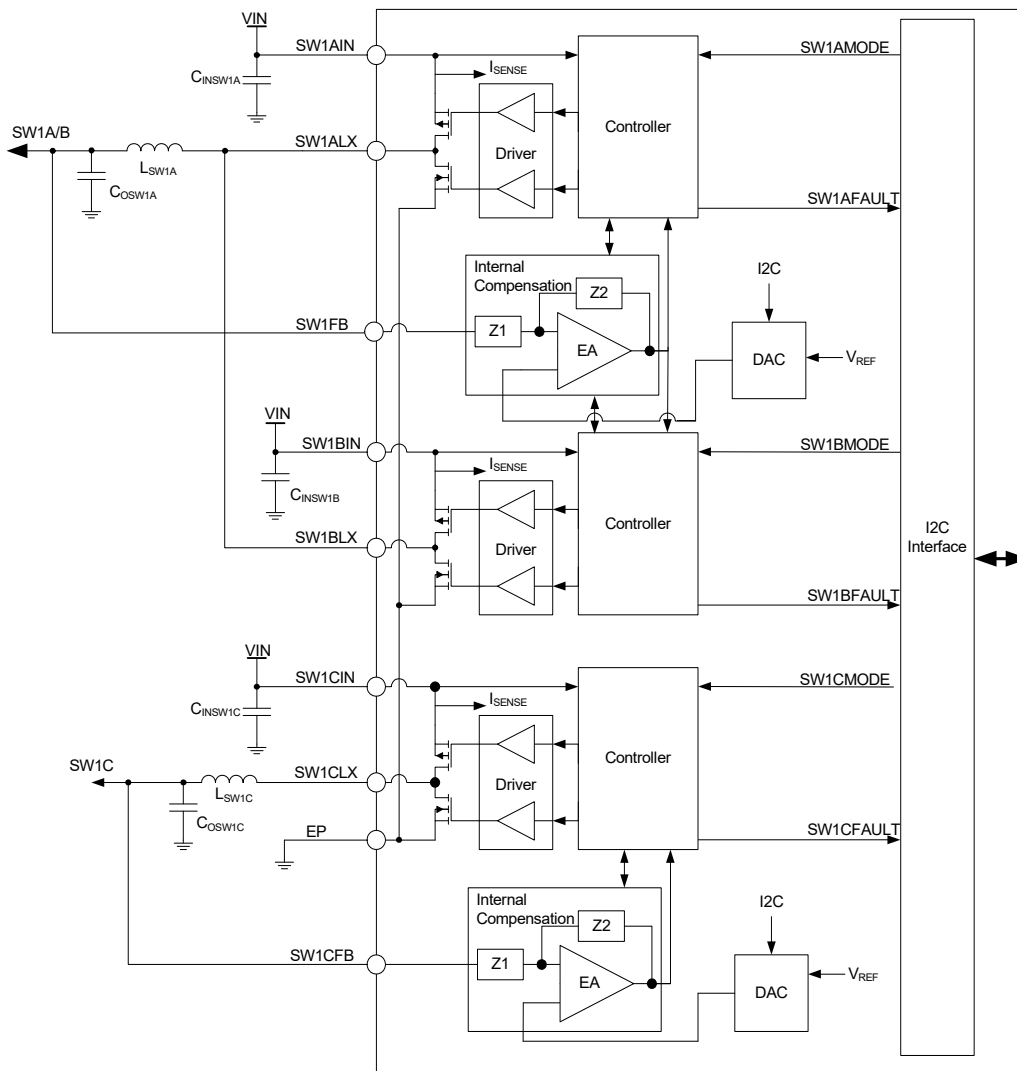 VIN
SW1AIN
CINSW1A
ISENSE
Controller
SW1AMODE
SW1A/B
LSW1A
COSW1A
SW1ALX
Driver
SW1AFAULT
Internal
Compensation
Z2
I2C
SW1FB
Z1
EA
DAC
VREF
VIN
SW1BIN
CINSW1B
ISENSE
Controller
SW1BMODE
SW1BLX
Driver
I2C
Interface
SW1BFAULT
VIN
SW1CIN
CINSW1C
ISENSE
Controller
SW1CMODE
SW1C
LSW1C
COSW1C
SW1CLX
Driver
EP
SW1CFAULT
Internal
Compensation
Z2
I2C
SW1CFB
Z1
EA
DAC
VREF